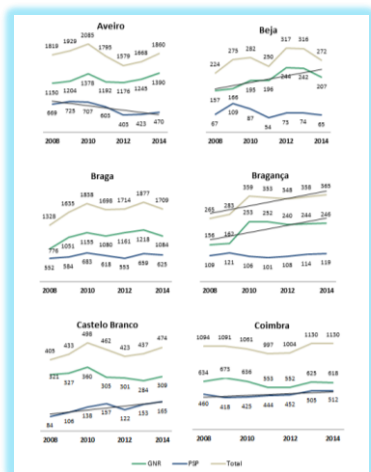 Aveiro
1819 1929 2085 1795 1579 1668 1860
1150 1204 1378 1192 1176 1245 1390
669 725 707 603 403 423 470
2008 2010 2012 2014
Beja
224 275 282 250 317 316 272
157 166 195 196 244 242 207
67 109 87 54 73 74 65
2008 2010 2012 2014
Braga
1328 1635 1838 1698 1714 1877 1709
776 1051 1155 1080 1161 1218 1084
552 584 683 618 553 659 625
2008 2010 2012 2014
Bragança
265 283 359 353 348 358 365
156 162 253 252 240 244 246
109 121 106 101 108 114 119
2008 2010 2012 2014
Castelo Branco
405 433 498 462 423 437 474
321 327 360 305 301 284 309
84 106 138 157 122 153 165
2008 2010 2012 2014
Coimbra
1094 1091 1061 997 1004 1130 1130
634 673 636 553 552 625 618
460 418 425 444 452 505 512
2008 2010 2012 2014
GNR PSP Total